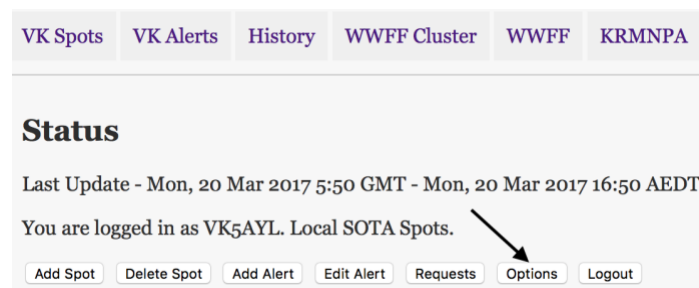 VK Spots VK Alerts History WWFF Cluster WWFF KRMNPA
Status
Last Update - Mon, 20 Mar 2017 5:50 GMT - Mon, 20 Mar 2017 16:50 AEDT
You are logged in as VK5AYL. Local SOTA Spots.
Add Spot Delete Spot Add Alert Edit Alert Requests Options Logout